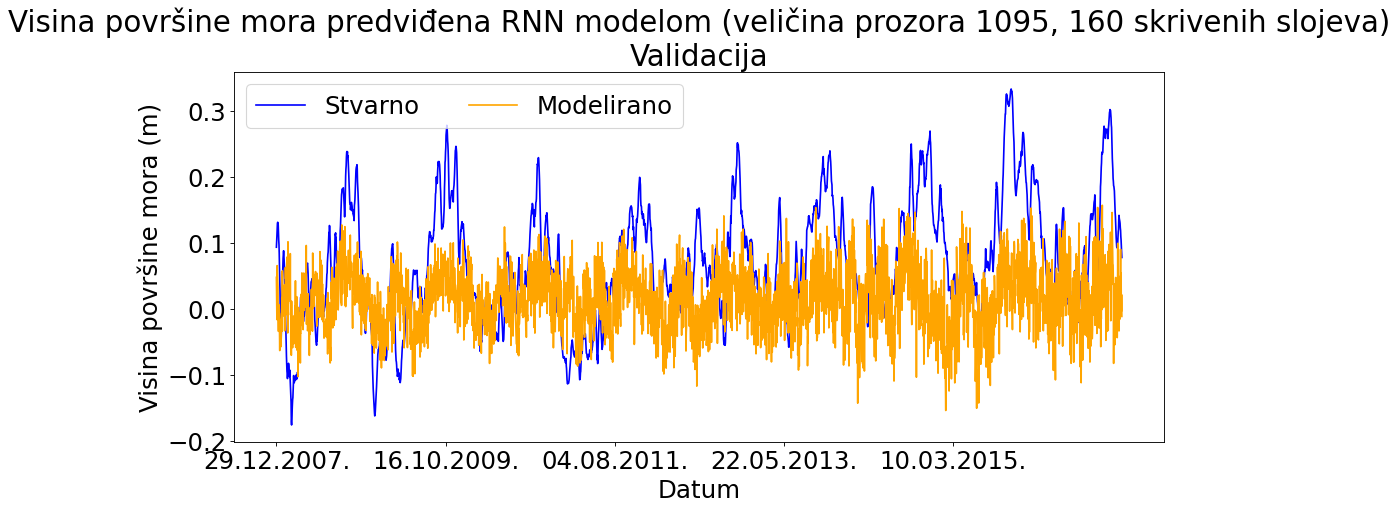 Visina površine mora predviđena RNN modelom (veličina prozora 1095, 160 skrivenih slojeva)
Validacija
Stvarno
Modelirano
Visina površine mora (m)
0.3
0.2
0.1
0.0
−0.1
−0.2
29.12.2007.
16.10.2009.
04.08.2011.
22.05.2013.
10.03.2015.
Datum